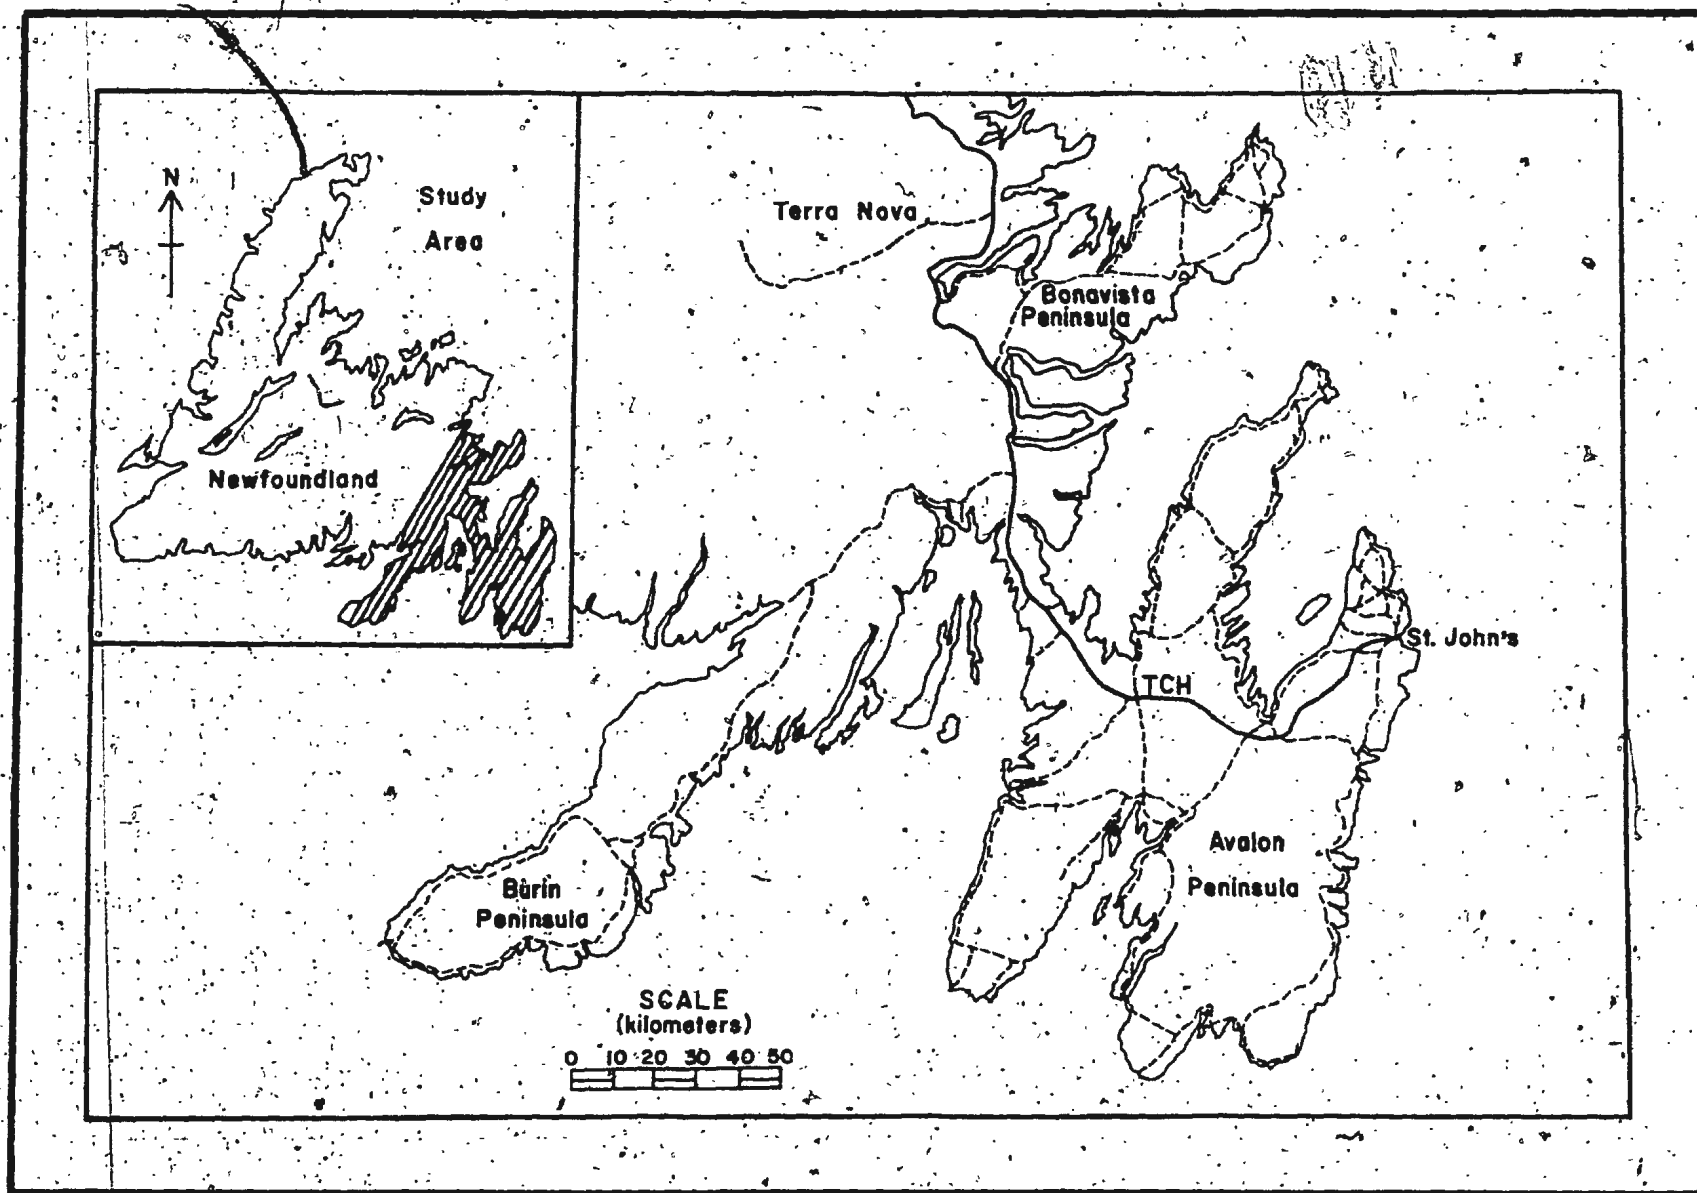 N
Study
Area
Newfoundland
Terra Nova
Bonavista
Peninsula
St. John's
TCH
Avalon
Peninsula
Burin
Peninsula
SCALE
(kilometers)
0 10 20 30 40 50